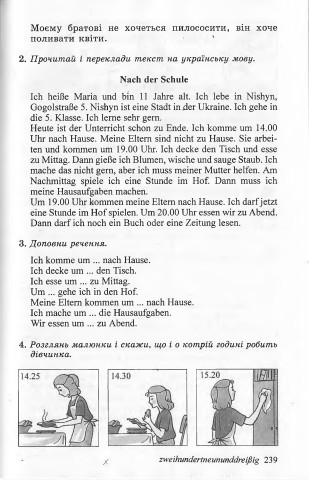 Моєму братові не хочеться пилососити, він хоче
поливати квіти.
2. Прочитай і переклади текст на українську мову.
Nach der Schule
Ich heiße Maria und bin 11 Jahre alt. Ich lebe in Nishyn,
Gogolstraße 5. Nishyn ist eine Stadt in der Ukraine. Ich gehe in
die 5. Klasse. Ich lerne sehr gern.
Heute ist der Unterricht schon zu Ende. Ich komme um 14.00
Uhr nach Hause. Meine Eltern sind nicht zu Hause. Sie arbei-
ten und kommen um 19.00 Uhr. Ich decke den Tisch und esse
zu Mittag. Dann gieße ich Blumen, wische und sauge Staub. Ich
mache das nicht gern, aber ich muss meiner Mutter helfen. Am
Nachmittag spiele ich eine Stunde im Hof. Dann muss ich
meine Hausaufgaben machen.
Um 19.00 Uhr kommen meine Eltern nach Hause. Ich darf jetzt
eine Stunde im Hof spielen. Um 20.00 Uhr essen wir zu Abend.
Dann darf ich noch ein Buch oder eine Zeitung lesen.
3. Доповни речення.
Ich komme um ... nach Hause.
Ich decke um ... den Tisch.
Ich esse um ... zu Mittag.
Um ... gehe ich in den Hof.
Meine Eltern kommen um ... nach Hause.
Ich mache um ... die Hausaufgaben.
Wir essen um ... zu Abend.
4. Розглянь малюнки і скажи, що і о котрій годині робить
дівчинка.
14.25 14.30 15.20
zweihundertneununddreißig 239